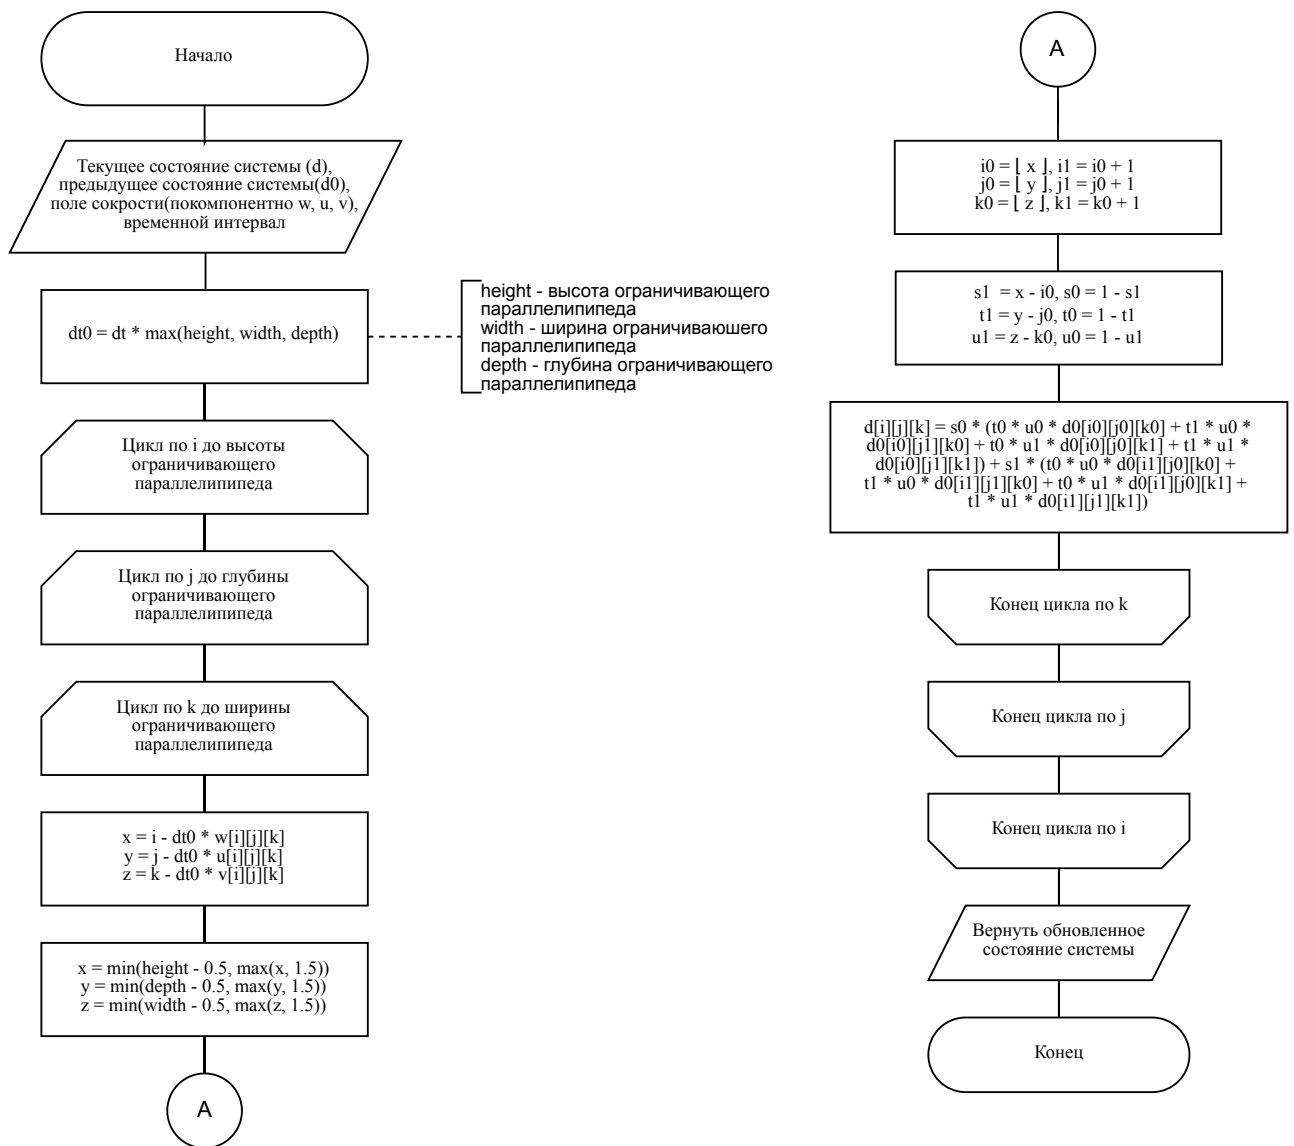 Начало
Текущее состояние системы (d),
предыдущее состояние системы(d0),
поле сокрости(покомпонентно w, u, v),
временной интервал
dt0 = dt * max(height, width, depth)
height - высота ограничивающего
параллелипипеда
width - ширина ограничиваюшего
параллелипипеда
depth - глубина ограничивающего
параллелипипеда
Цикл по i до высоты
ограничивающего
параллелипипеда
Цикл по j до глубины
ограничивающего
параллелипипеда
Цикл по k до ширины
ограничивающего
параллелипипеда
x = i - dt0 * w[i][j][k]
y = j - dt0 * u[i][j][k]
z = k - dt0 * v[i][j][k]
x = min(height - 0.5, max(x, 1.5))
y = min(depth - 0.5, max(y, 1.5))
z = min(width - 0.5, max(z, 1.5))
A
A
i0 = ⌊ x ⌋, i1 = i0 + 1
j0 = ⌊ y ⌋, j1 = j0 + 1
k0 = ⌊ z ⌋, k1 = k0 + 1
s1 = x - i0, s0 = 1 - s1
t1 = y - j0, t0 = 1 - t1
u1 = z - k0, u0 = 1 - u1
d[i][j][k] = s0 * (t0 * u0 * d0[i0][j0][k0] + t1 * u0 *
d0[i0][j1][k0] + t0 * u1 * d0[i0][j0][k1] + t1 * u1 *
d0[i0][j1][k1]) + s1 * (t0 * u0 * d0[i1][j0][k0] +
t1 * u0 * d0[i1][j1][k0] + t0 * u1 * d0[i1][j0][k1] +
t1 * u1 * d0[i1][j1][k1])
Конец цикла по k
Конец цикла по j
Конец цикла по i
Вернуть обновленное
состояние системы
Конец